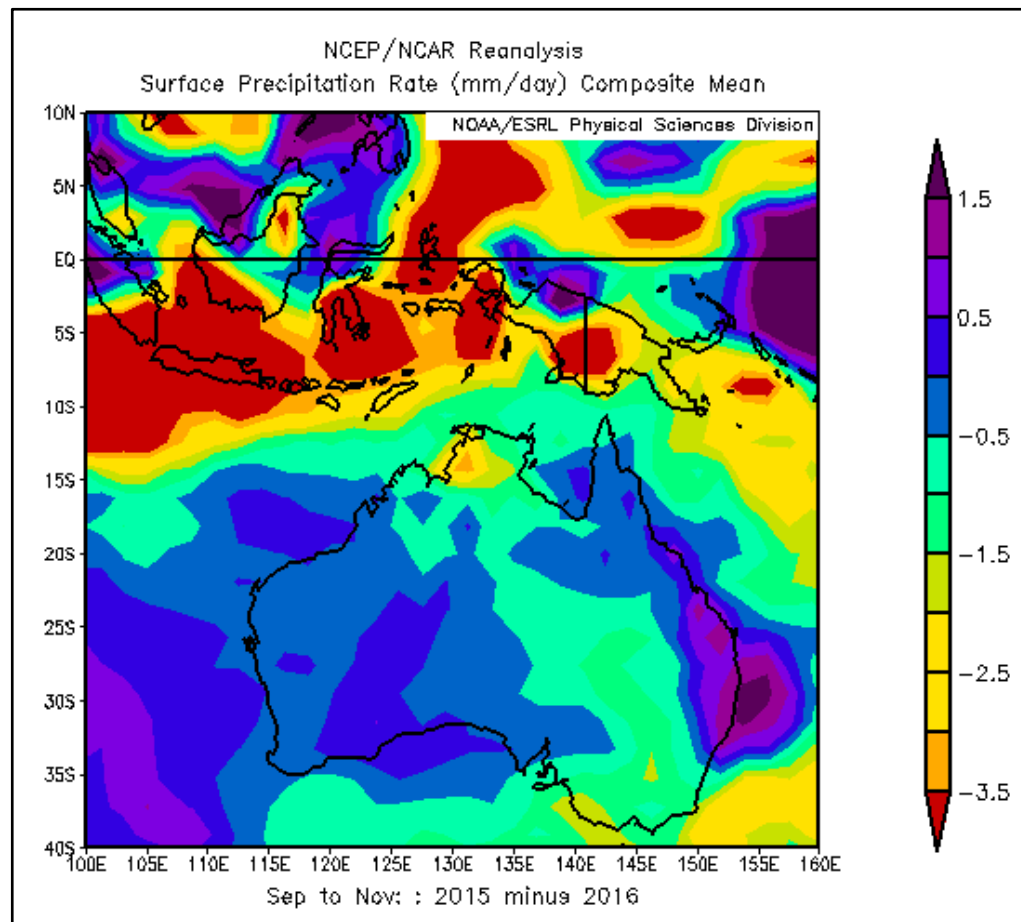 NCEP/NCAR Reanalysis
Surface Precipitation Rate (mm/day) Composite Mean
NOAA/ESRL Physical Sciences Division
10N
5N
EQ
5S
10S
15S
20S
25S
30S
35S
40S
100E 105E 110E 115E 120E 125E 130E 135E 140E 145E 150E 155E 160E
Sep to Nov: : 2015 minus 2016
1.5
0.5
−0.5
−1.5
−2.5
−3.5